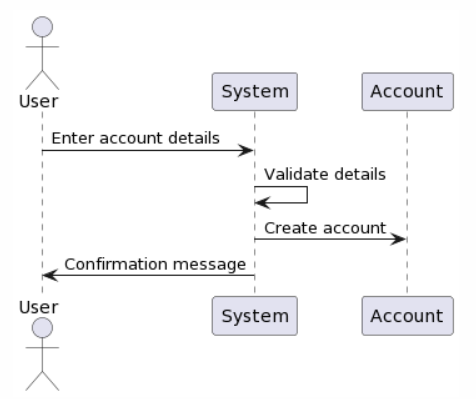 User
System
Account
Enter account details
Validate details
Create account
Confirmation message
User
System
Account